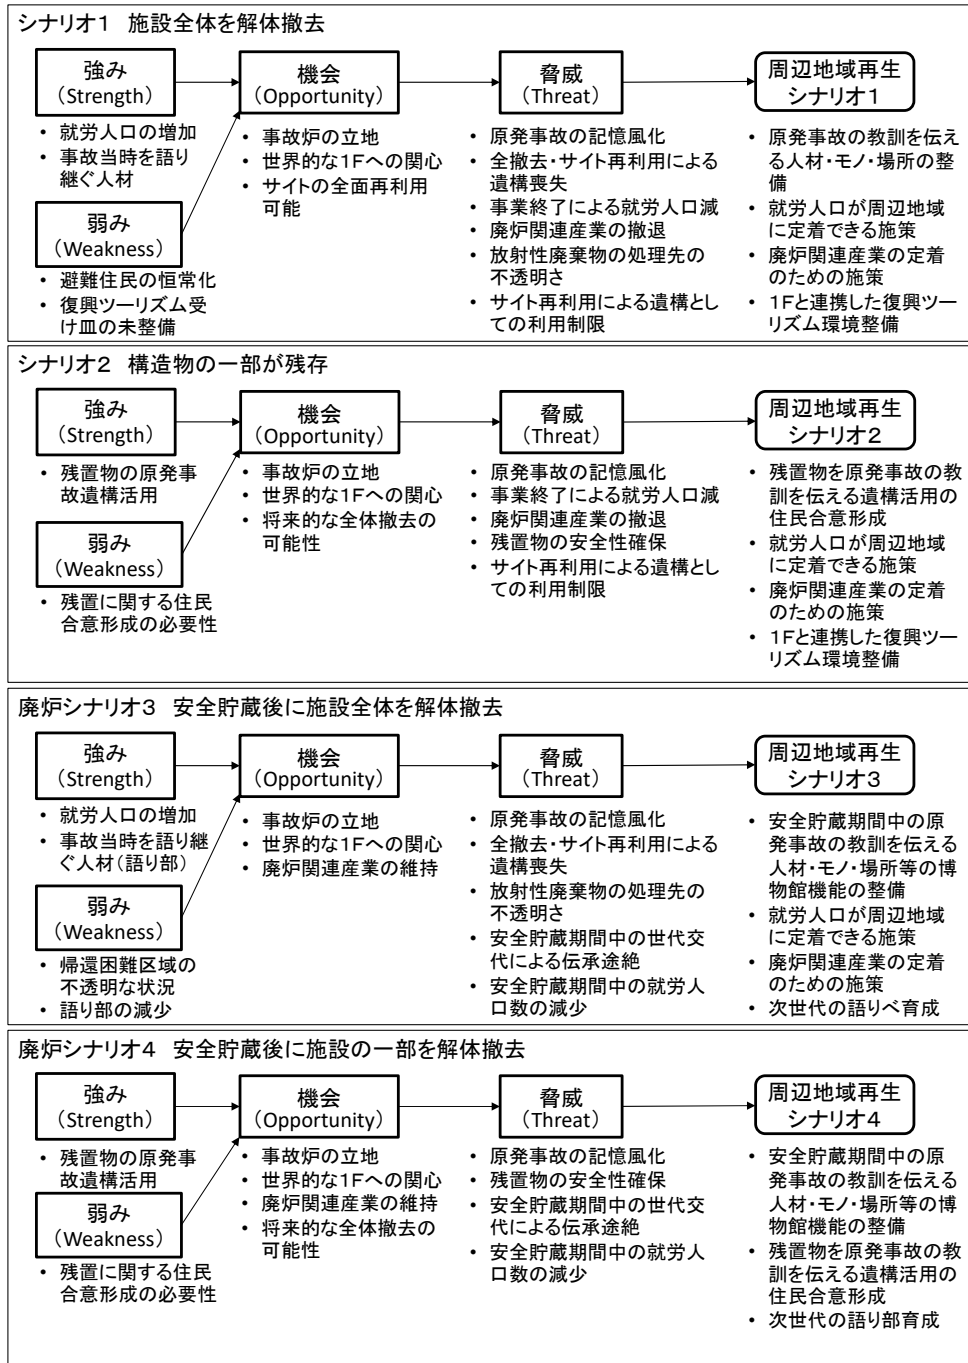 シナリオ1 施設全体を解体撤去
強み
(Strength)
・ 就労人口の増加
・ 事故当時を語り
継ぐ人材
弱み
(Weakness)
・ 避難住民の恒常化
・ 復興ツーリズム受
け皿の未整備
機会
(Opportunity)
・ 事故炉の立地
・ 世界的な1Fへの関心
・ サイトの全面再利用
可能
脅威
(Threat)
・ 原発事故の記憶風化
・ 全撤去・サイト再利用による
遺構喪失
・ 事業終了による就労人口減
・ 廃炉関連産業の撤退
・ 放射性廃棄物の処理先の
不透明さ
・ サイト再利用による遺構とし
ての利用制限
周辺地域再生
シナリオ1
・ 原発事故の教訓を伝え
る人材・モノ・場所の整
備
・ 就労人口が周辺地域
に定着できる施策
・ 廃炉関連産業の定着
のための施策
・ 1Fと連携した復興ツー
リズム環境整備
シナリオ2 構造物の一部が残存
強み
(Strength)
・ 残置物の原発事
故遺構活用
弱み
(Weakness)
・ 残置に関する住民
合意形成の必要性
機会
(Opportunity)
・ 事故炉の立地
・ 世界的な1Fへの関心
・ 将来的な全体撤去の
可能性
脅威
(Threat)
・ 原発事故の記憶風化
・ 事業終了による就労人口減
・ 廃炉関連産業の撤退
・ 残置物の安全性確保
・ サイト再利用による遺構とし
ての利用制限
周辺地域再生
シナリオ2
・ 残置物を原発事故の教
訓を伝える遺構活用の
住民合意形成
・ 就労人口が周辺地域
に定着できる施策
・ 廃炉関連産業の定着
のための施策
・ 1Fと連携した復興ツー
リズム環境整備
廃炉シナリオ3 安全貯蔵後に施設全体を解体撤去
強み
(Strength)
・ 就労人口の増加
・ 事故当時を語り継
ぐ人材(語り部)
弱み
(Weakness)
・ 帰還困難区域の
不透明な状況
・ 語り部の減少
機会
(Opportunity)
・ 事故炉の立地
・ 世界的な1Fへの関心
・ 廃炉関連産業の維持
脅威
(Threat)
・ 原発事故の記憶風化
・ 全撤去・サイト再利用による
遺構喪失
・ 放射性廃棄物の処理先の
不透明さ
・ 安全貯蔵期間中の世代交
代による伝承途絶
・ 安全貯蔵期間中の就労人
口数の減少
周辺地域再生
シナリオ3
・ 安全貯蔵期間中の原
発事故の教訓を伝える
人材・モノ・場所等の博
物館機能の整備
・ 就労人口が周辺地域
に定着できる施策
・ 廃炉関連産業の定着
のための施策
・ 次世代の語りべ育成
廃炉シナリオ4 安全貯蔵後に施設の一部を解体撤去
強み
(Strength)
・ 残置物の原発事
故遺構活用
弱み
(Weakness)
・ 残置に関する住民
合意形成の必要性
機会
(Opportunity)
・ 事故炉の立地
・ 世界的な1Fへの関心
・ 廃炉関連産業の維持
・ 将来的な全体撤去の
可能性
脅威
(Threat)
・ 原発事故の記憶風化
・ 残置物の安全性確保
・ 安全貯蔵期間中の世代交
代による伝承途絶
・ 安全貯蔵期間中の就労人
口数の減少
周辺地域再生
シナリオ4
・ 安全貯蔵期間中の原
発事故の教訓を伝える
人材・モノ・場所等の博
物館機能の整備
・ 残置物を原発事故の教
訓を伝える遺構活用の
住民合意形成
・ 次世代の語り部育成